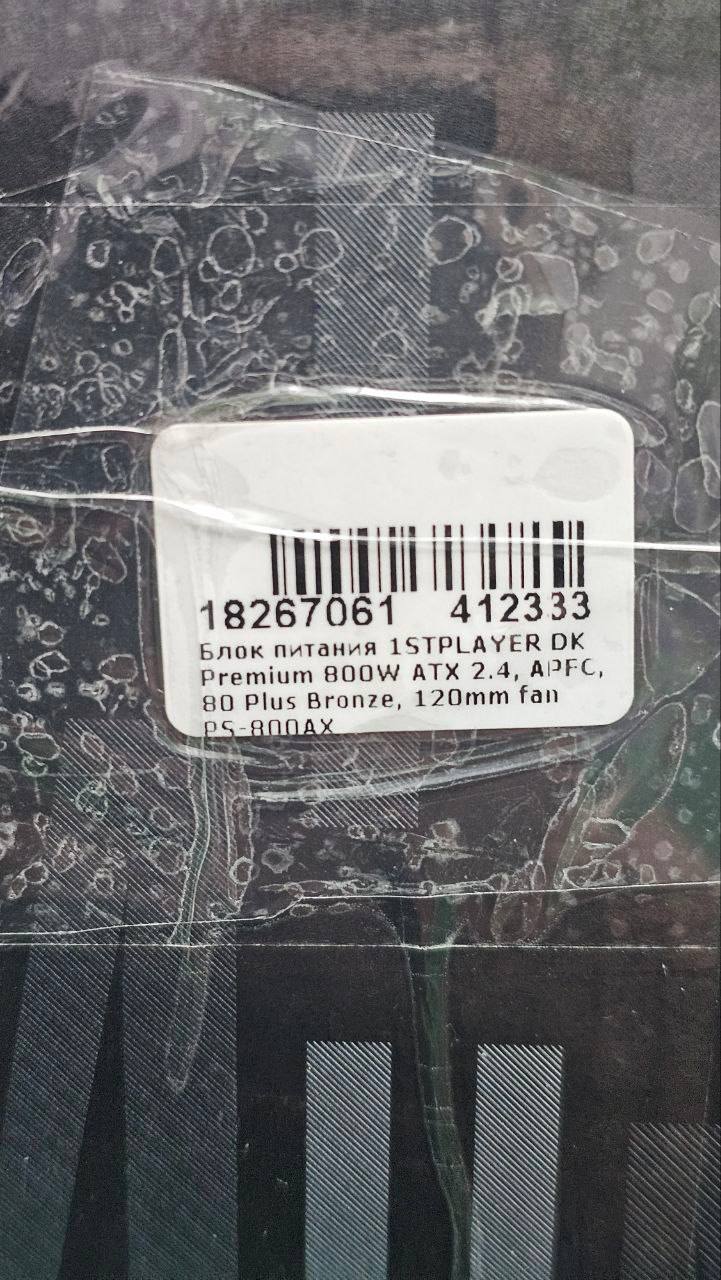 18267061 412333
Блок питания 1STPLAYER DK
Premium 800W ATX 2.4, APFC,
80 Plus Bronze, 120mm fan
PS-800AX